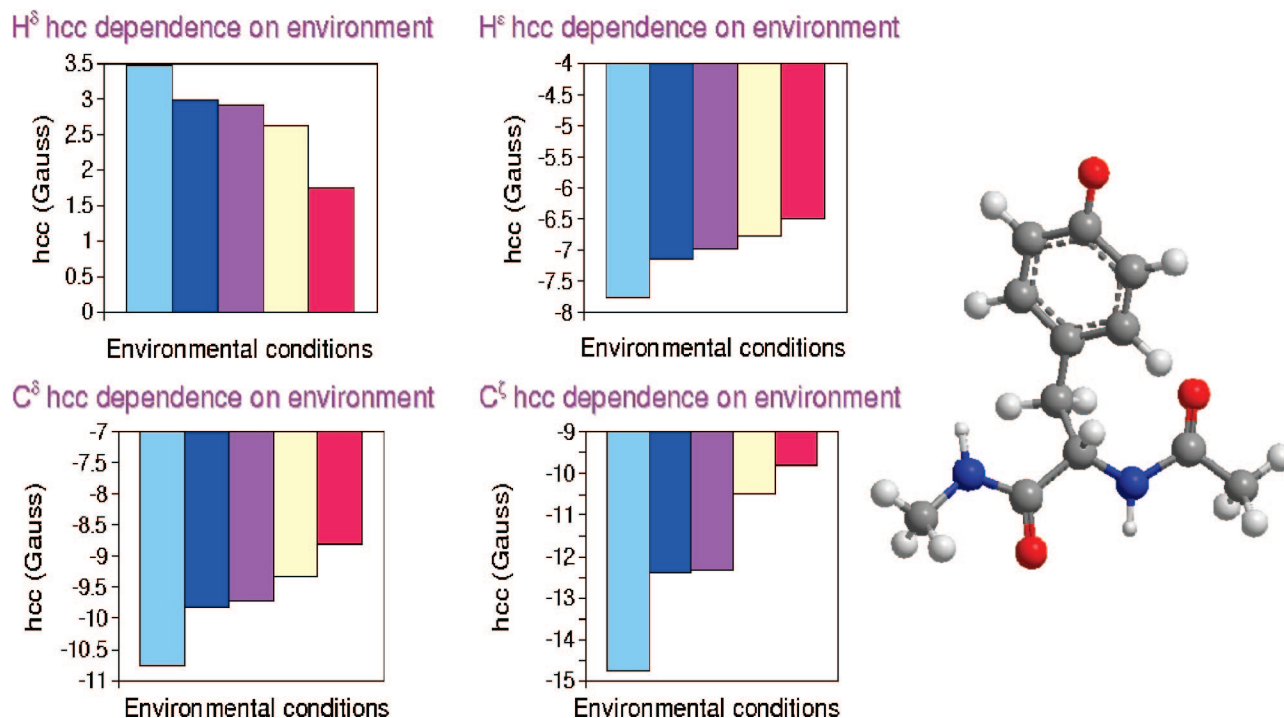 H^δ hcc dependence on environment
hcc (Gauss)
3.5
3
2.5
2
1.5
1
0.5
0
Environmental conditions
H^ε hcc dependence on environment
hcc (Gauss)
-4
-4.5
-5
-5.5
-6
-6.5
-7
-7.5
-8
Environmental conditions
C^δ hcc dependence on environment
hcc (Gauss)
-7
-7.5
-8
-8.5
-9
-9.5
-10
-10.5
-11
Environmental conditions
C^ζ hcc dependence on environment
hcc (Gauss)
-9
-10
-11
-12
-13
-14
-15
Environmental conditions